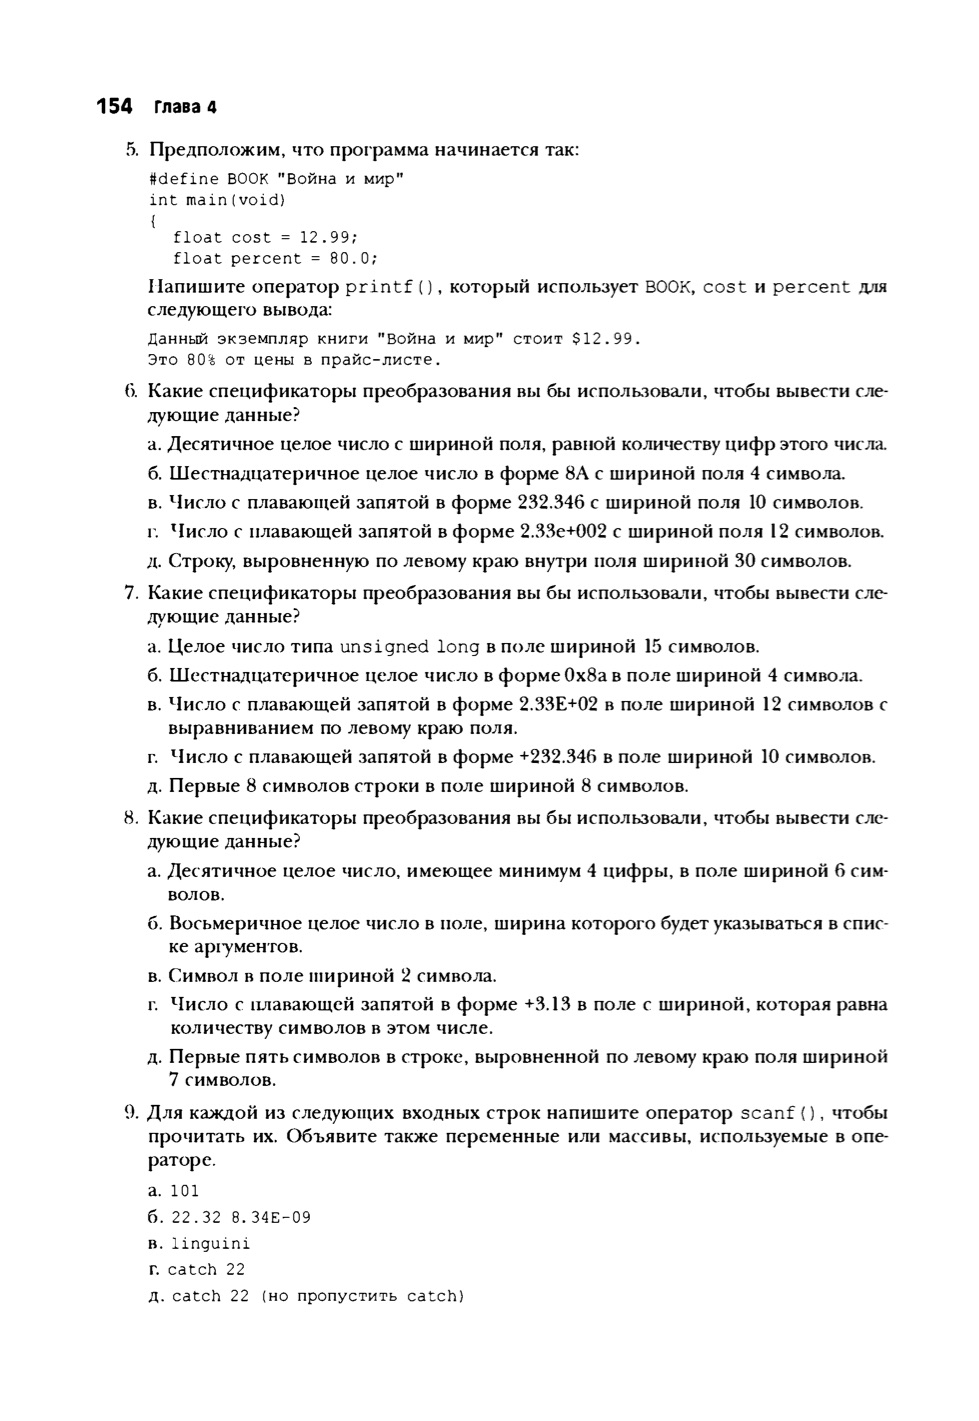 154 Глава 4
5. Предположим, что программа начинается так:
#define BOOK "Война и мир"
int main(void)
{
float cost = 12.99;
float percent = 80.0;
Напишите оператор printf(), который использует BOOK, cost и percent для
следующего вывода:
Данный экземпляр книги "Война и мир" стоит $12.99.
Это 80% от цены в прайс-листе.
6. Какие спецификаторы преобразования вы бы использовали, чтобы вывести сле-
дующие данные?
а. Десятичное целое число с шириной поля, равной количеству цифр этого числа.
б. Шестнадцатеричное целое число в форме 8A с шириной поля 4 символа.
в. Число с плавающей запятой в форме 232.346 с шириной поля 10 символов.
г. Число с плавающей запятой в форме 2.33e+002 с шириной поля 12 символов.
д. Строку, выровненную по левому краю внутри поля шириной 30 символов.
7. Какие спецификаторы преобразования вы бы использовали, чтобы вывести сле-
дующие данные?
а. Целое число типа unsigned long в поле шириной 15 символов.
б. Шестнадцатеричное целое число в форме 0x8a в поле шириной 4 символа.
в. Число с плавающей запятой в форме 2.33E+02 в поле шириной 12 символов с
выравниванием по левому краю поля.
г. Число с плавающей запятой в форме +232.346 в поле шириной 10 символов.
д. Первые 8 символов строки в поле шириной 8 символов.
8. Какие спецификаторы преобразования вы бы использовали, чтобы вывести сле-
дующие данные?
а. Десятичное целое число, имеющее минимум 4 цифры, в поле шириной 6 сим-
волов.
б. Восьмеричное целое число в поле, ширина которого будет указываться в спис-
ке аргументов.
в. Символ в поле шириной 2 символа.
г. Число с плавающей запятой в форме +3.13 в поле с шириной, которая равна
количеству символов в этом числе.
д. Первые пять символов в строке, выровненной по левому краю поля шириной
7 символов.
9. Для каждой из следующих входных строк напишите оператор scanf(), чтобы
прочитать их. Объявите также переменные или массивы, используемые в опе-
раторе.
а. 101
б. 22.32 8.34E-09
в. linguini
г. catch 22
д. catch 22 (но пропустить catch)